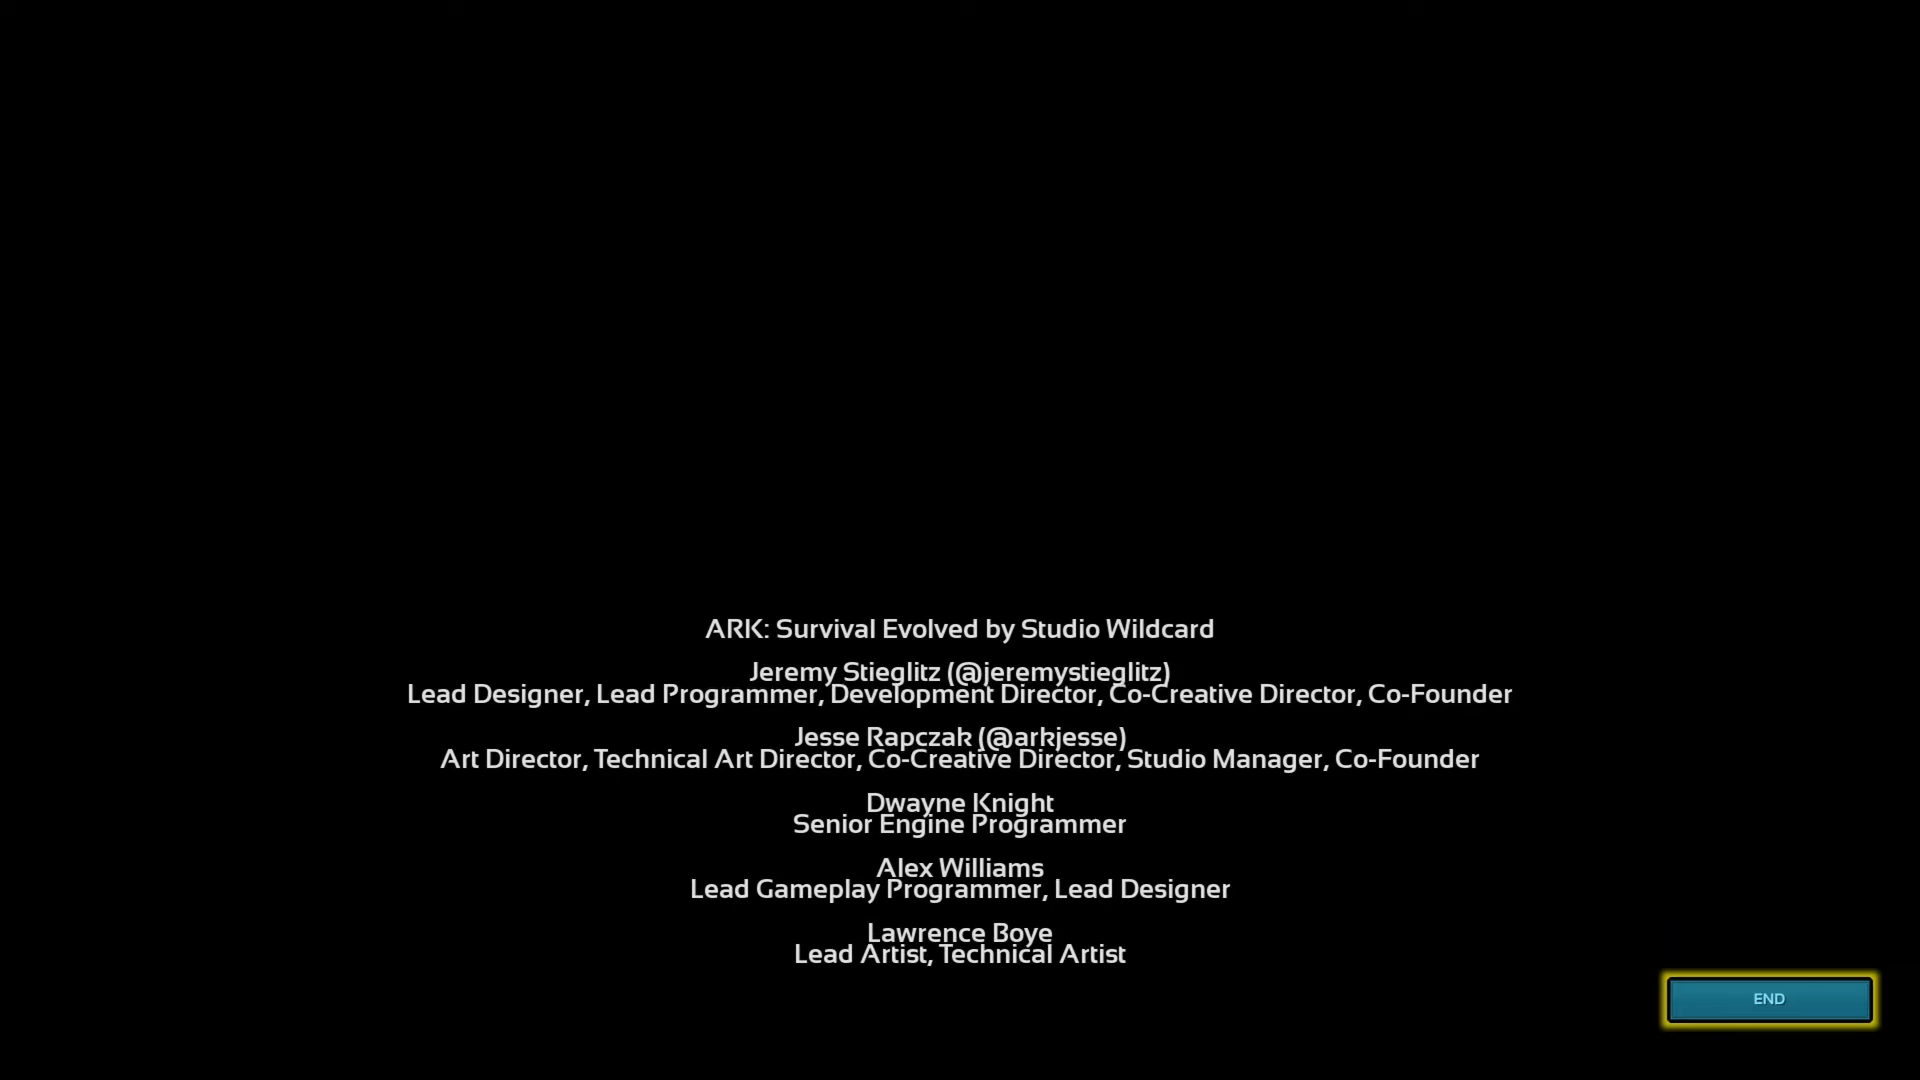 ARK: Survival Evolved by Studio Wildcard
Jeremy Stieglitz (@jeremystieglitz)
Lead Designer, Lead Programmer, Development Director, Co-Creative Director, Co-Founder
Jesse Rapczak (@arkjesse)
Art Director, Technical Art Director, Co-Creative Director, Studio Manager, Co-Founder
Dwayne Knight
Senior Engine Programmer
Alex Williams
Lead Gameplay Programmer, Lead Designer
Lawrence Boye
Lead Artist, Technical Artist
END